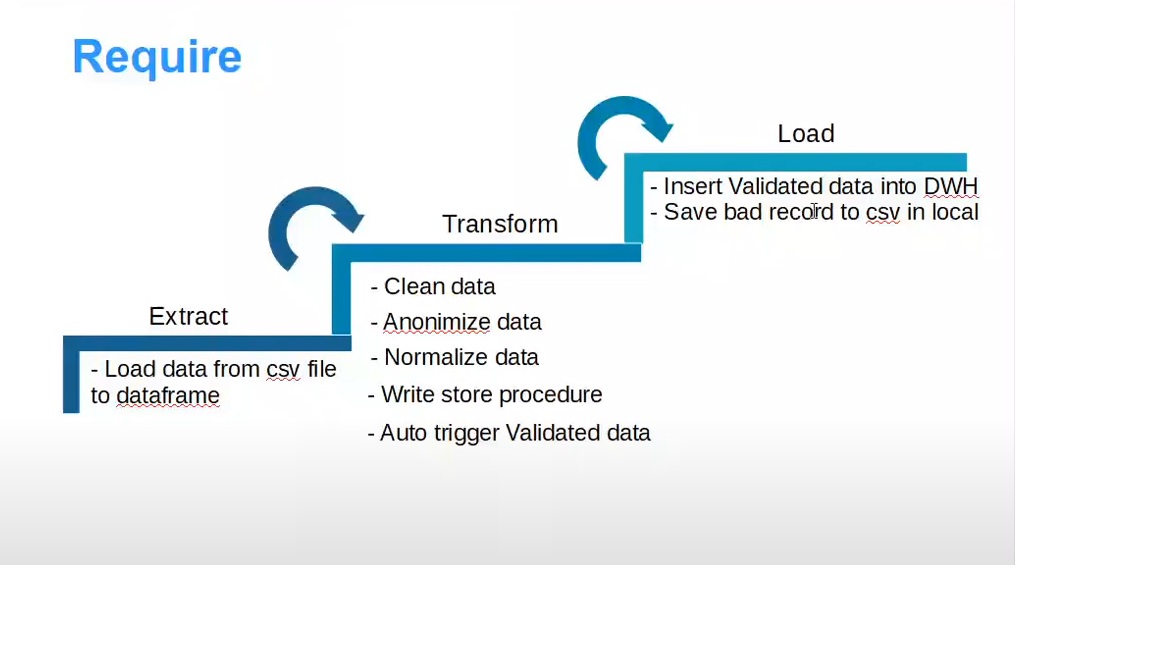 Require
Extract
- Load data from csv file
to dataframe
Transform
- Clean data
- Anonimize data
- Normalize data
- Write store procedure
- Auto trigger Validated data
Load
- Insert Validated data into DWH
- Save bad record to csv in local